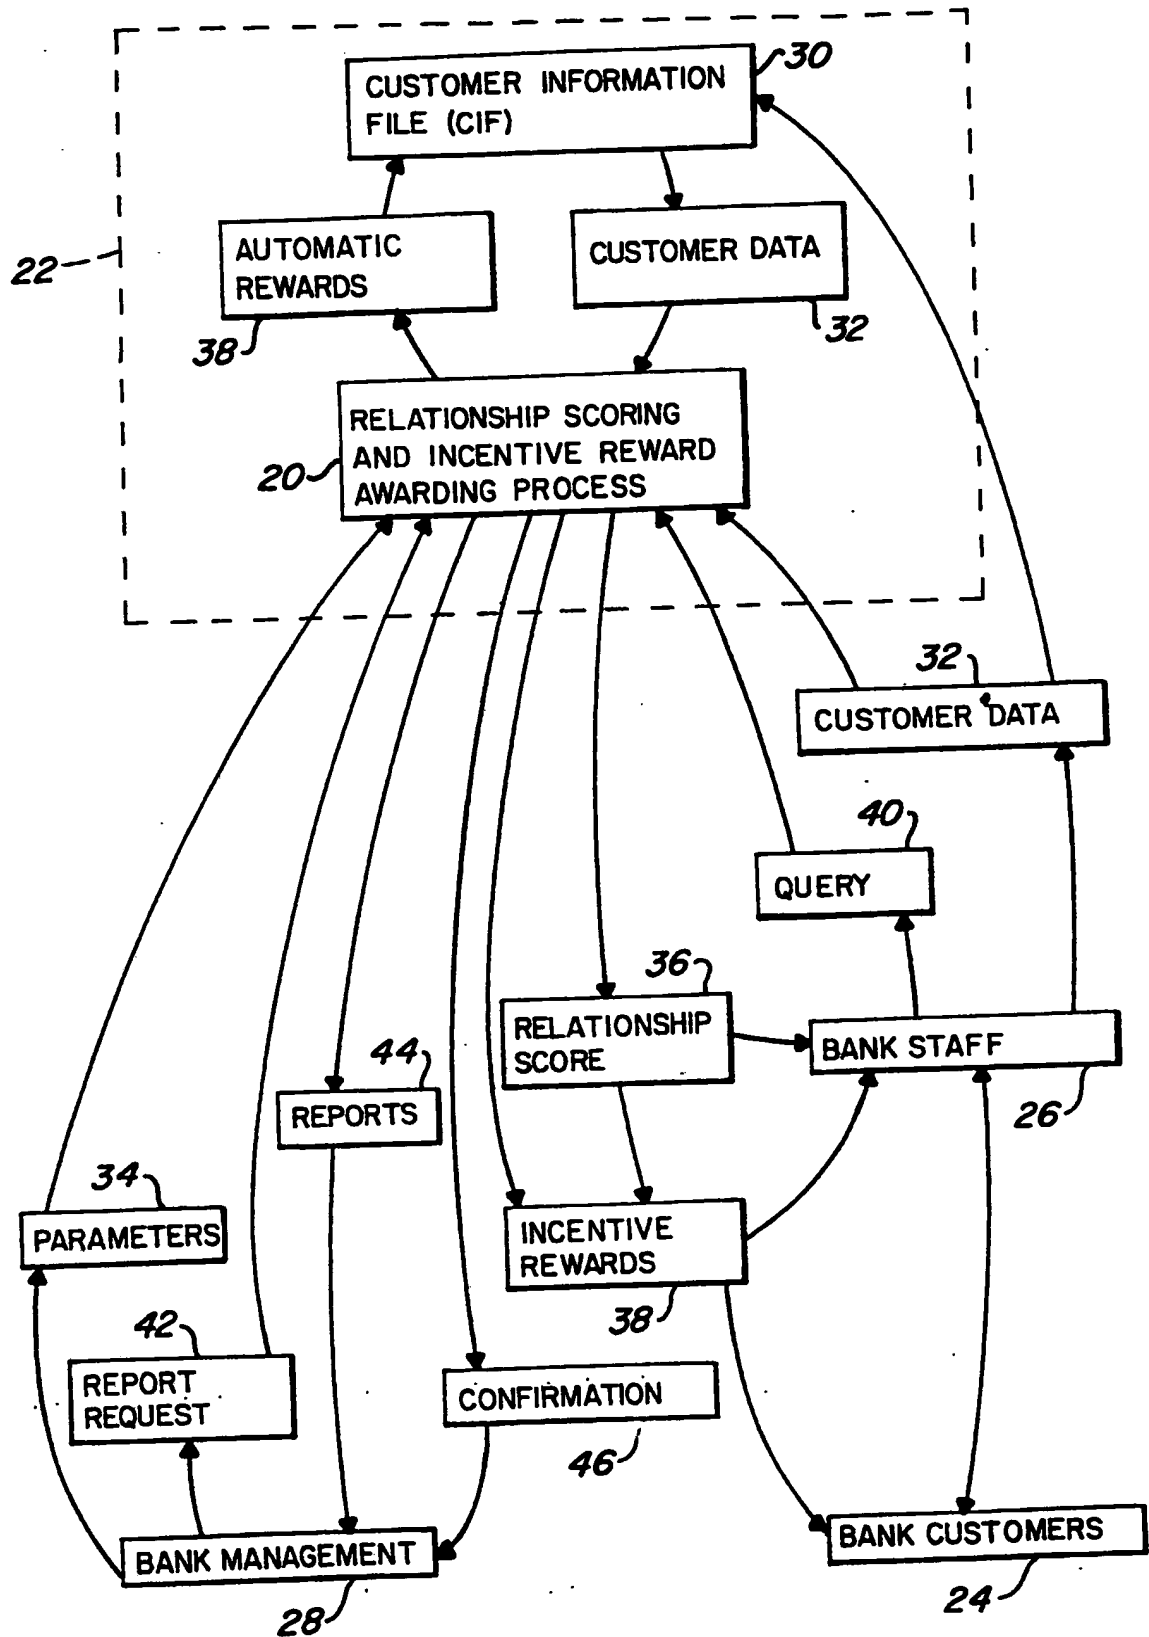 30
CUSTOMER INFORMATION
FILE (CIF)
22
AUTOMATIC
REWARDS
38
CUSTOMER DATA
32
20
RELATIONSHIP SCORING
AND INCENTIVE REWARD
AWARDING PROCESS
32
CUSTOMER DATA
40
QUERY
36
RELATIONSHIP
SCORE
BANK STAFF
26
44
REPORTS
34
PARAMETERS
INCENTIVE
REWARDS
38
42
REPORT
REQUEST
CONFIRMATION
46
BANK MANAGEMENT
28
BANK CUSTOMERS
24